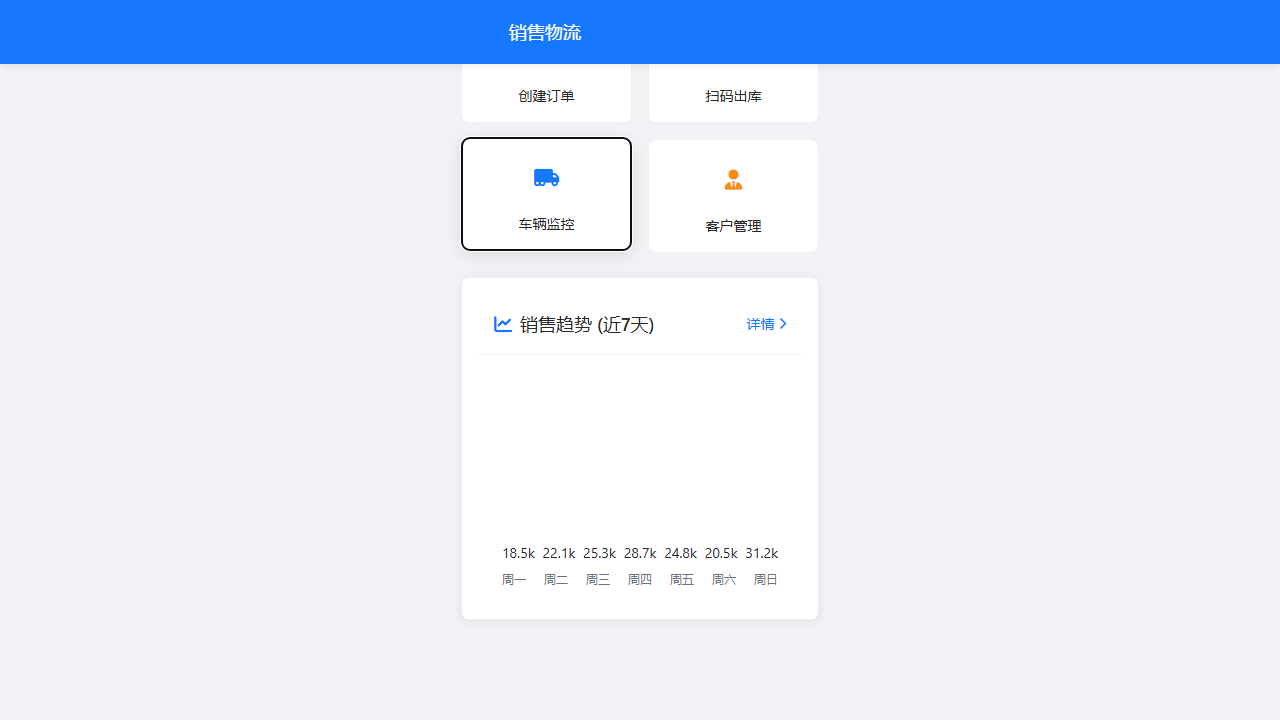 销售物流
创建订单
扫码出库
车辆监控
客户管理
销售趋势 (近7天)
详情
18.5k 22.1k 25.3k 28.7k 24.8k 20.5k 31.2k
周一 周二 周三 周四 周五 周六 周日